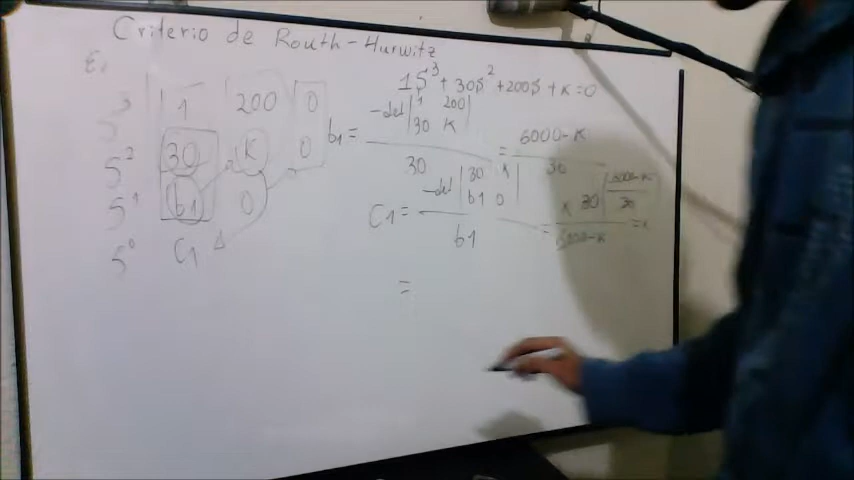 Criterio de Routh-Hurwitz
1S³ + 30S² + 200S + K = 0
S³ | 1 | 200 | 0
S² | 30 | K | 0
S¹ | b1 | 0
S⁰ C1
b1 = -det |1 200| / 30 = 6000-K / 30
|30 K|
C1 = -det |30 K| / b1
|b1 0|
=